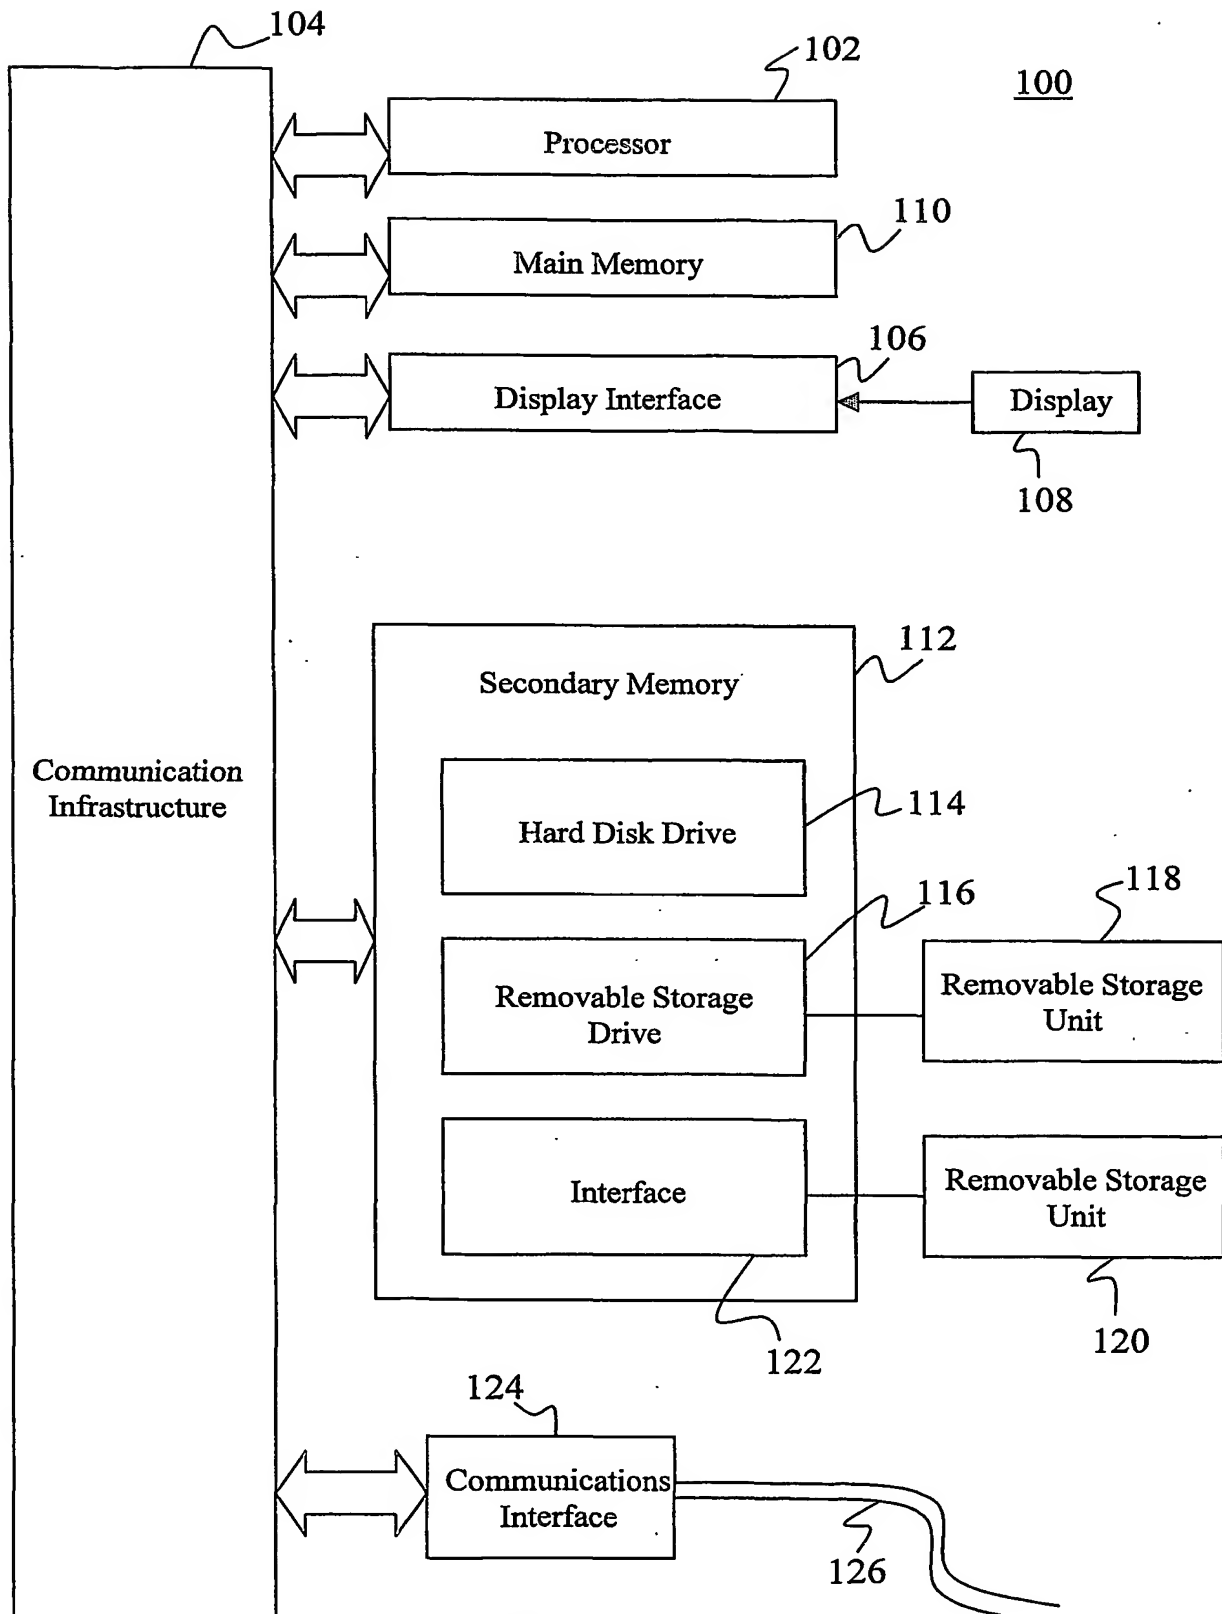 104
102
100
Processor
110
Main Memory
106
Display Interface
Display
108
112
Secondary Memory
Communication
Infrastructure
114
Hard Disk Drive
116
118
Removable Storage
Drive
Removable Storage
Unit
Interface
Removable Storage
Unit
122
120
124
Communications
Interface
126